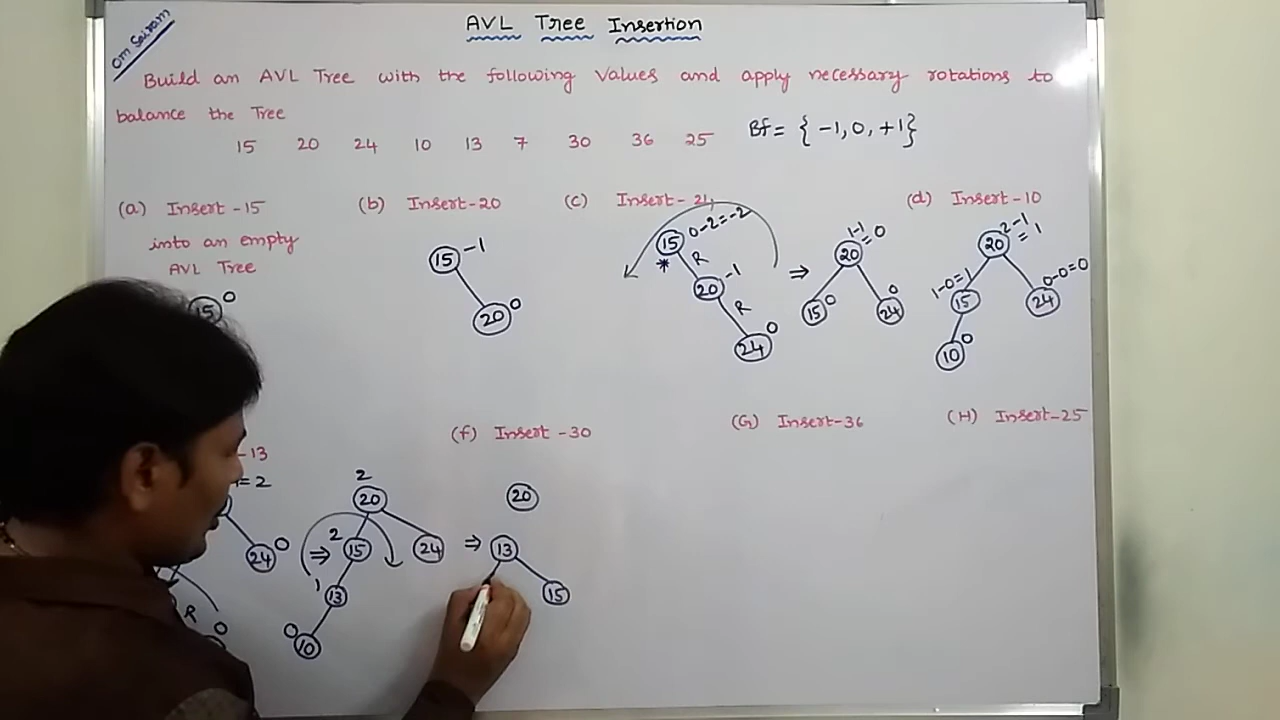 Om Sairam
AVL Tree Insertion
Build an AVL Tree with the following Values and apply necessary rotations to
balance the Tree
15 20 24 10 13 7 30 36 25 Bf = { -1, 0, +1}
(a) Insert -15
into an empty
AVL Tree
15 0
(b) Insert-20
15 -1
20 0
(c) Insert-
15 0-2=-2
*
R
20 -1
R
24 0
⇒
20 1-1=0
15 0
24 0
(d) Insert-10
20 2-1=1
1-0=1 15
24 0-0=0
10 0
-13
=2
24 0
R
0
⇒
2
20
2 15
24
1 13
0 10
⇒
(f) Insert -30
20
13
15
(G) Insert-36
(H) Insert-25